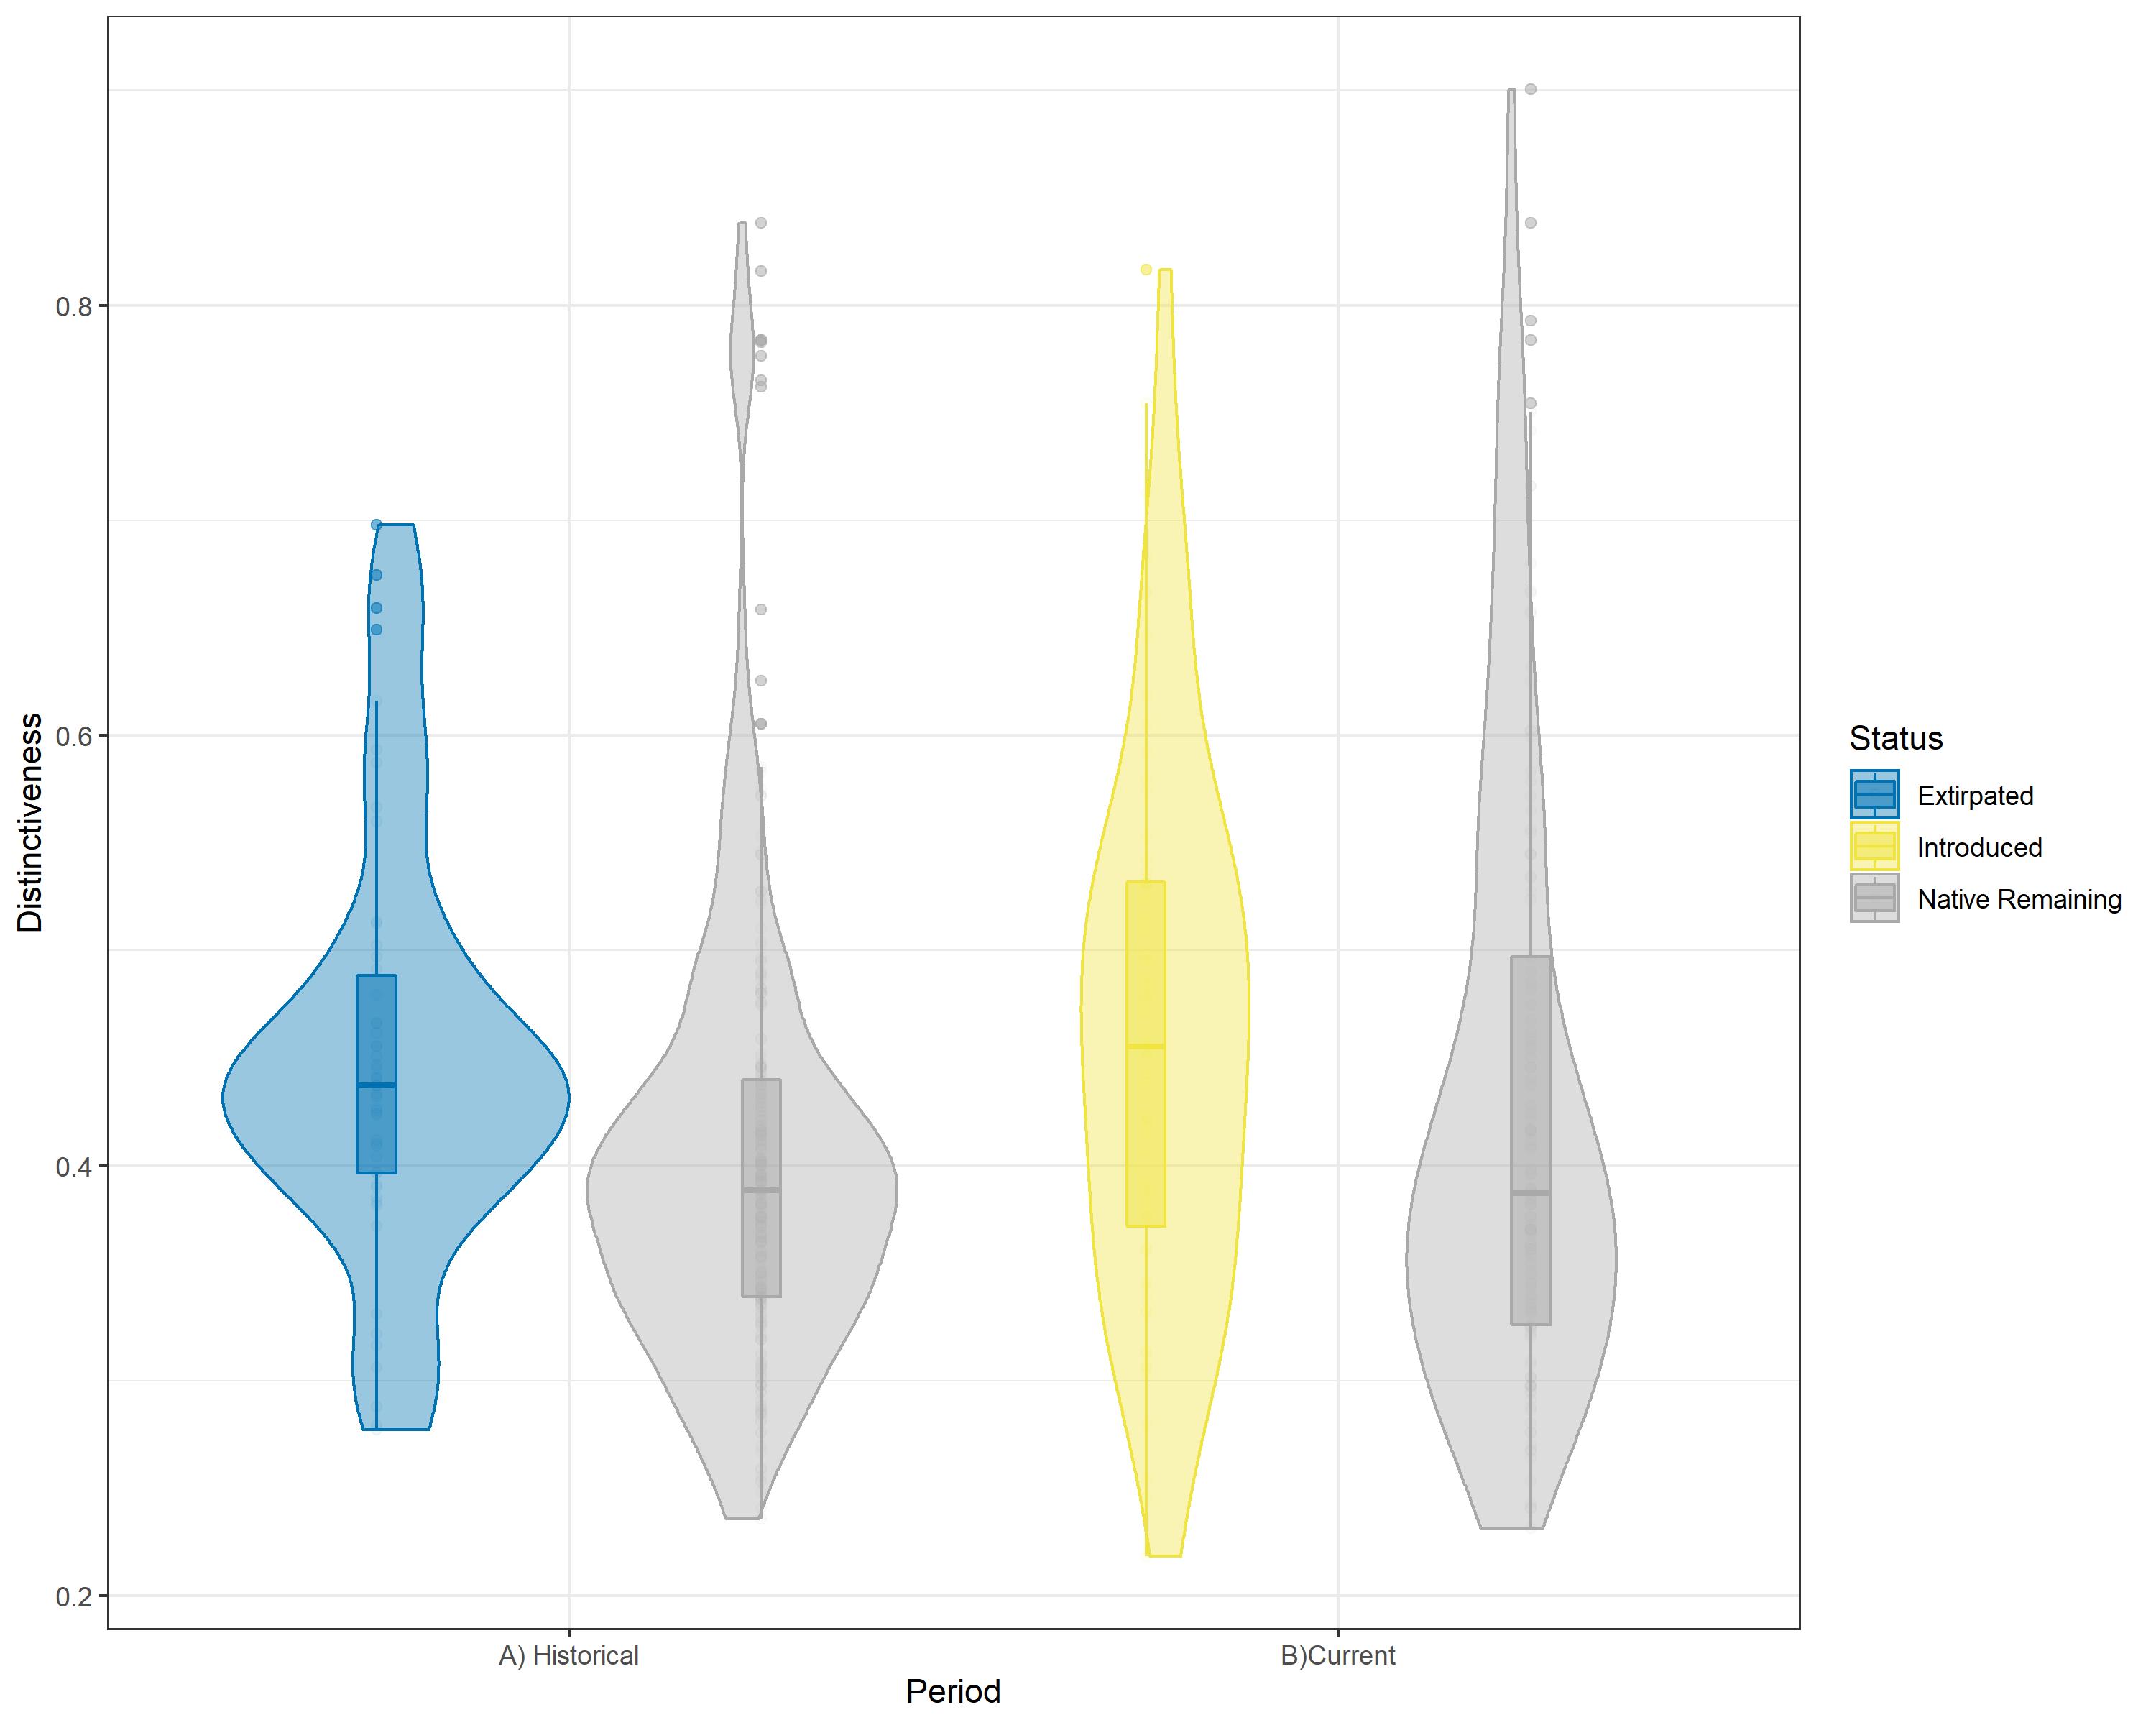 Distinctiveness
0.8
0.6
0.4
0.2
A) Historical
B)Current
Period
Status
Extirpated
Introduced
Native Remaining